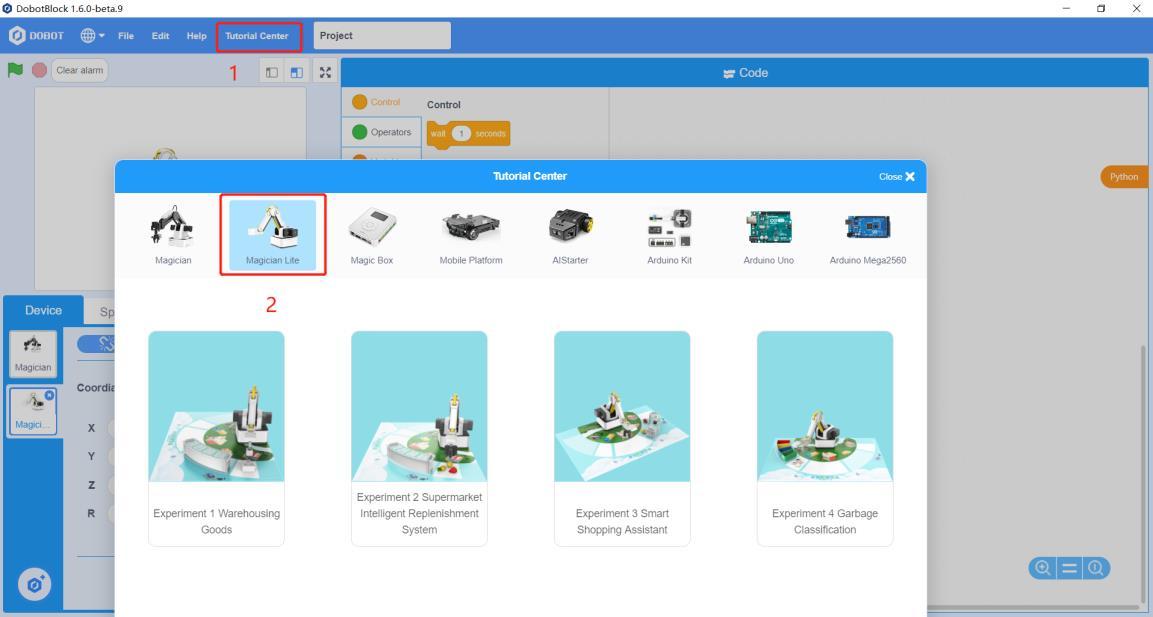 DobotBlock 1.6.0-beta.9
DOBOT
File
Edit
Help
Tutorial Center
Project
1
Clear alarm
Code
Control
Operators
Control
wait 1 seconds
Python
Tutorial Center
Close
Magician
Magician Lite
Magic Box
Mobile Platform
AIStarter
Arduino Kit
Arduino Uno
Arduino Mega2560
2
Device
Sp
Magician
Magici...
Coordia
X
Y
Z
R
Experiment 1 Warehousing
Goods
Experiment 2 Supermarket
Intelligent Replenishment
System
Experiment 3 Smart
Shopping Assistant
Experiment 4 Garbage
Classification